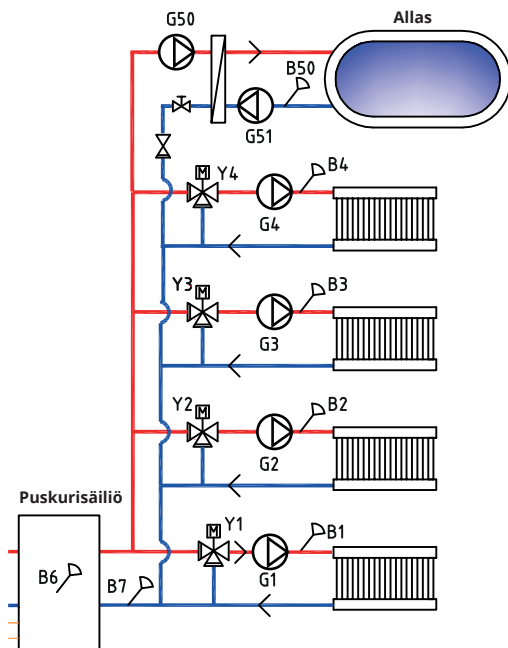 G50
Allas
B50
G51
M
Y4
B4
G4
Y3
M
B3
G3
Y2
M
B2
G2
Puskurisäiliö
M
Y1
B1
G1
B6
B7